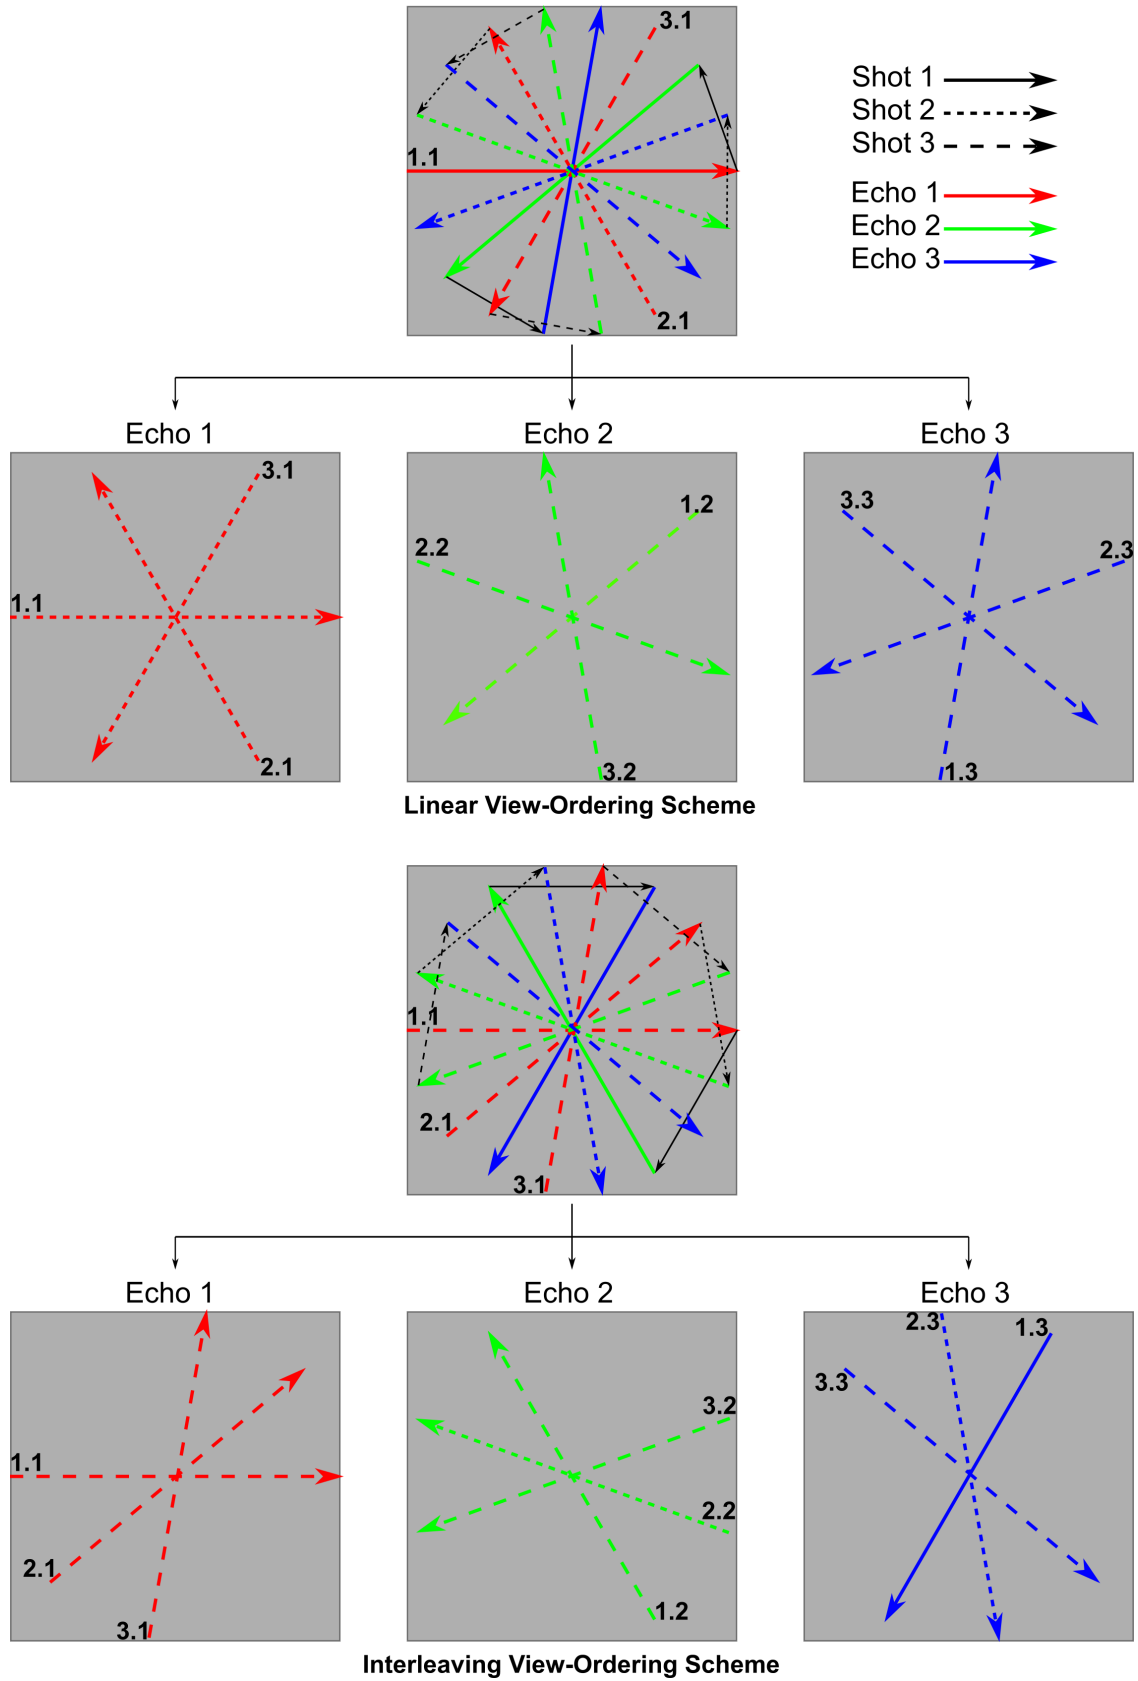 3.1
Shot 1
Shot 2
Shot 3
1.1
Echo 1
Echo 2
Echo 3
2.1
Echo 1
Echo 2
Echo 3
3.1
1.1
2.1
1.2
2.2
3.2
3.3
2.3
1.3
Linear View-Ordering Scheme
1.1
2.1
3.1
Echo 1
Echo 2
Echo 3
1.1
2.1
3.1
3.2
2.2
1.2
2.3
1.3
3.3
Interleaving View-Ordering Scheme